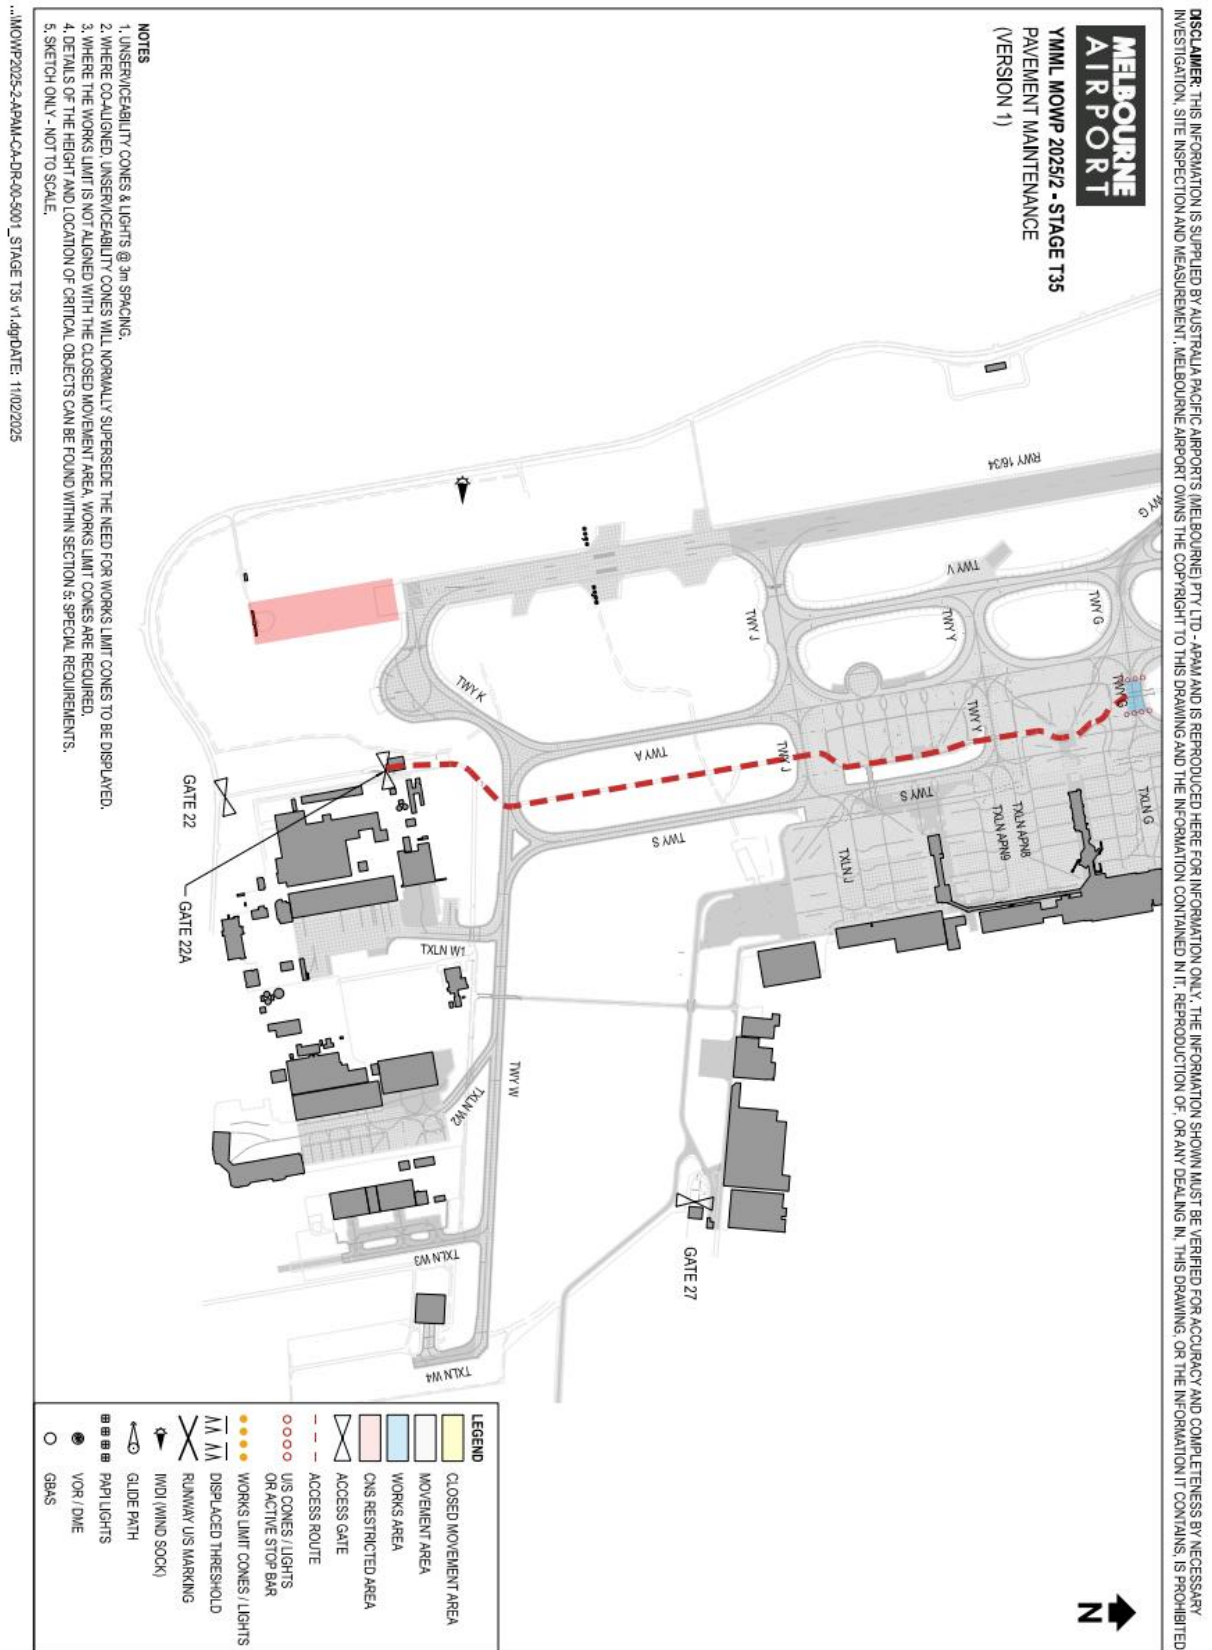 DISCLAIMER: THIS INFORMATION IS SUPPLIED BY AUSTRALIA PACIFIC AIRPORTS (MELBOURNE) PTY LTD - APAM AND IS REPRODUCED HERE FOR INFORMATION ONLY. THE INFORMATION SHOWN MUST BE VERIFIED FOR ACCURACY AND COMPLETENESS BY NECESSARY
INVESTIGATION, SITE INSPECTION AND MEASUREMENT. MELBOURNE AIRPORT OWNS THE COPYRIGHT TO THIS DRAWING AND THE INFORMATION CONTAINED IN IT. REPRODUCTION OF, OR ANY DEALING IN, THIS DRAWING, OR THE INFORMATION IT CONTAINS, IS PROHIBITED
MELBOURNE
AIRPORT
YMML MOWP 2025/2 - STAGE T35
PAVEMENT MAINTENANCE
(VERSION 1)
RWY 16/34
WY G
TWY V
TWY G
TWY J
TWY Y
TWY G
TWY K
TWY Y
TWY A
TWY J
TXLN G
TWY S
TXLN APN8
TXLN APN9
TWY S
TXLN J
GATE 22
GATE 22A
TXLN W1
TWY W
TXLN W2
GATE 27
TXLN W3
TXLN W4
N
NOTES
1. UNSERVICEABILITY CONES & LIGHTS @ 3m SPACING.
2. WHERE CO-ALIGNED, UNSERVICEABILITY CONES WILL NORMALLY SUPERSEDE THE NEED FOR WORKS LIMIT CONES TO BE DISPLAYED.
3. WHERE THE WORKS LIMIT IS NOT ALIGNED WITH THE CLOSED MOVEMENT AREA, WORKS LIMIT CONES ARE REQUIRED.
4. DETAILS OF THE HEIGHT AND LOCATION OF CRITICAL OBJECTS CAN BE FOUND WITHIN SECTION 5: SPECIAL REQUIREMENTS.
5. SKETCH ONLY - NOT TO SCALE.
LEGEND
CLOSED MOVEMENT AREA
MOVEMENT AREA
WORKS AREA
CNS RESTRICTED AREA
ACCESS GATE
ACCESS ROUTE
U/S CONES / LIGHTS
OR ACTIVE STOP BAR
WORKS LIMIT CONES / LIGHTS
DISPLACED THRESHOLD
RUNWAY U/S MARKING
IWDI (WIND SOCK)
GLIDE PATH
PAPI LIGHTS
VOR / DME
GBAS
...\MOWP2025-2-APAM-CA-DR-00-5001_STAGE T35 v1.dgnDATE: 11/02/2025